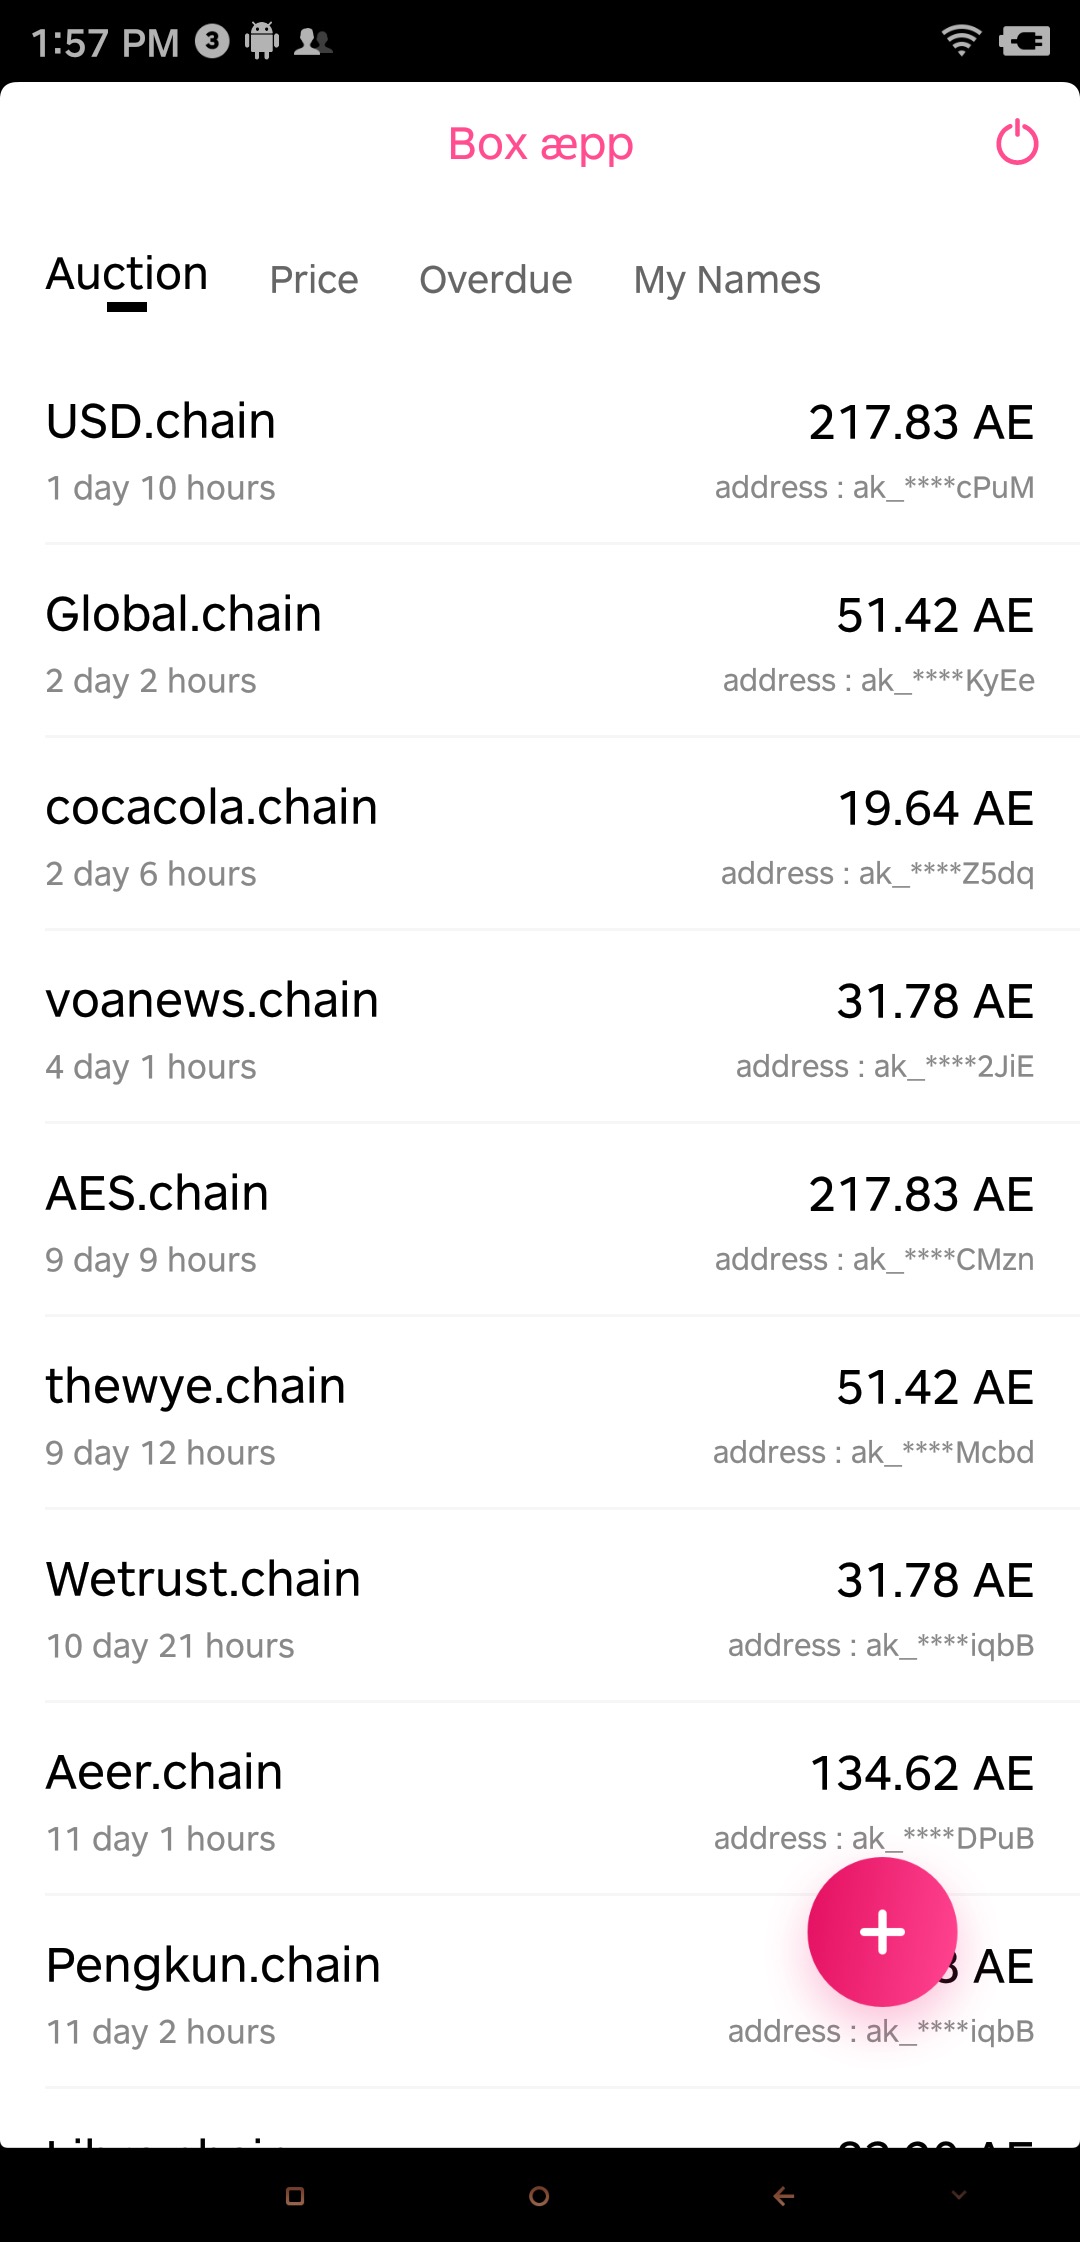 1:57 PM 3
Box æpp
Auction Price Overdue My Names
USD.chain 217.83 AE
1 day 10 hours address : ak_****cPuM
Global.chain 51.42 AE
2 day 2 hours address : ak_****KyEe
cocacola.chain 19.64 AE
2 day 6 hours address : ak_****Z5dq
voanews.chain 31.78 AE
4 day 1 hours address : ak_****2JiE
AES.chain 217.83 AE
9 day 9 hours address : ak_****CMzn
thewye.chain 51.42 AE
9 day 12 hours address : ak_****Mcbd
Wetrust.chain 31.78 AE
10 day 21 hours address : ak_****iqbB
Aeer.chain 134.62 AE
11 day 1 hours address : ak_****DPuB
Pengkun.chain AE
11 day 2 hours address : ak_****iqbB